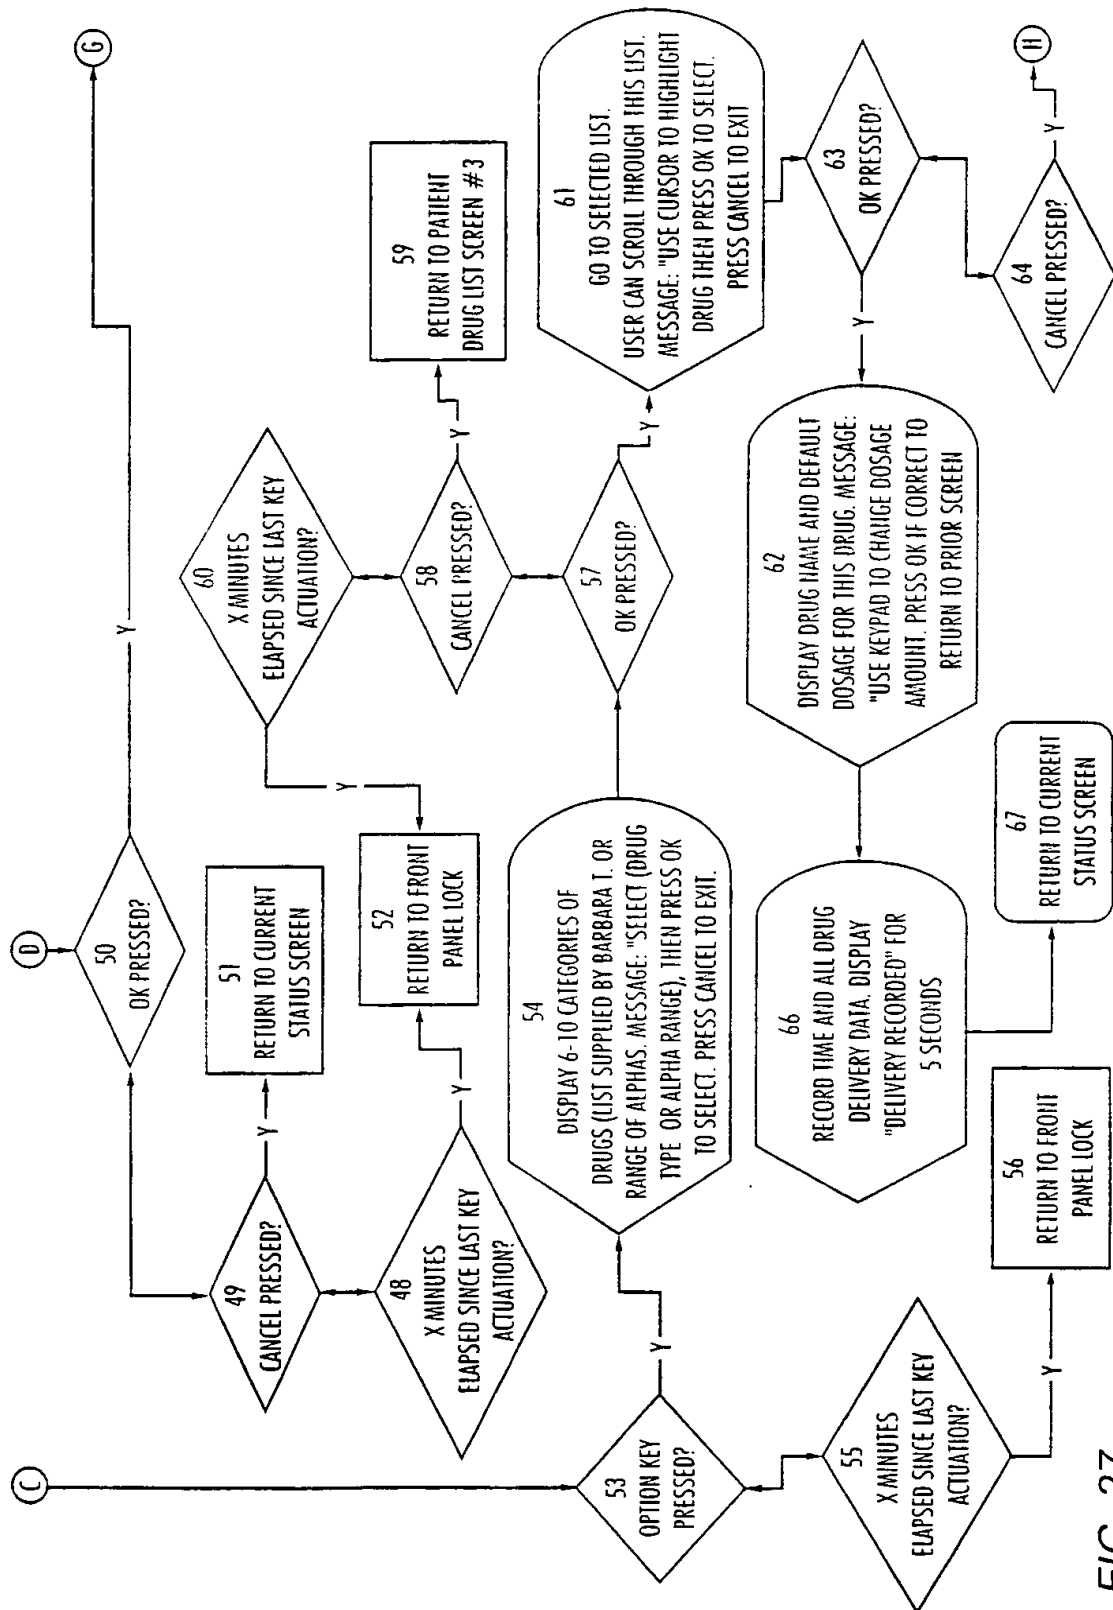 C
D
G
50
OK PRESSED?
Y
49
CANCEL PRESSED?
Y
51
RETURN TO CURRENT
STATUS SCREEN
48
X MINUTES
ELAPSED SINCE LAST KEY
ACTUATION?
Y
52
RETURN TO FRONT
PANEL LOCK
Y
60
X MINUTES
ELAPSED SINCE LAST KEY
ACTUATION?
58
CANCEL PRESSED?
Y
59
RETURN TO PATIENT
DRUG LIST SCREEN #3
53
OPTION KEY
PRESSED?
Y
54
DISPLAY 6-10 CATEGORIES OF
DRUGS (LIST SUPPLIED BY BARBARA T. OR
RANGE OF ALPHAS. MESSAGE: "SELECT (DRUG
TYPE OR ALPHA RANGE), THEN PRESS OK
TO SELECT. PRESS CANCEL TO EXIT.
57
OK PRESSED?
Y
61
GO TO SELECTED LIST.
USER CAN SCROLL THROUGH THIS LIST.
MESSAGE: "USE CURSOR TO HIGHLIGHT
DRUG THEN PRESS OK TO SELECT.
PRESS CANCEL TO EXIT
55
X MINUTES
ELAPSED SINCE LAST KEY
ACTUATION?
Y
56
RETURN TO FRONT
PANEL LOCK
66
RECORD TIME AND ALL DRUG
DELIVERY DATA. DISPLAY
"DELIVERY RECORDED" FOR
5 SECONDS
67
RETURN TO CURRENT
STATUS SCREEN
62
DISPLAY DRUG NAME AND DEFAULT
DOSAGE FOR THIS DRUG. MESSAGE:
"USE KEYPAD TO CHANGE DOSAGE
AMOUNT. PRESS OK IF CORRECT TO
RETURN TO PRIOR SCREEN
Y
63
OK PRESSED?
64
CANCEL PRESSED?
Y
H
FIG. 27